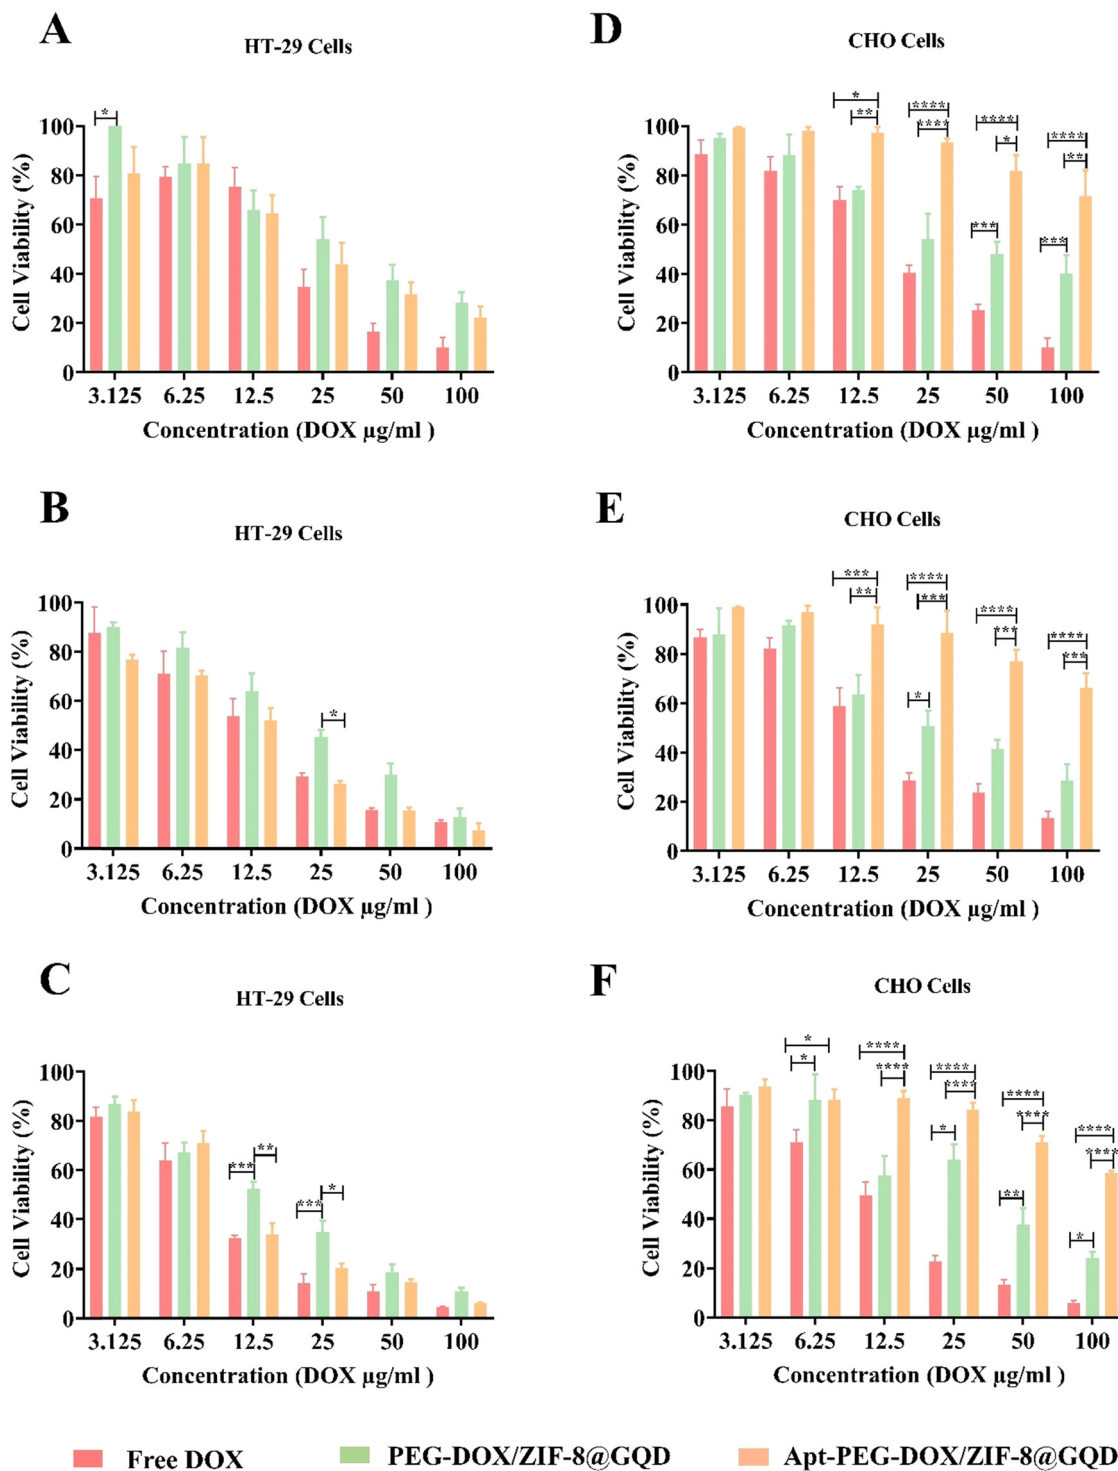 A
HT-29 Cells
*
100
80
60
40
20
0
Cell Viability (%)
3.125 6.25 12.5 25 50 100
Concentration (DOX µg/ml )
D
CHO Cells
* **** **** ****
** **** * **
*** ***
100
80
60
40
20
0
Cell Viability (%)
3.125 6.25 12.5 25 50 100
Concentration (DOX µg/ml )
B
HT-29 Cells
*
100
80
60
40
20
0
Cell Viability (%)
3.125 6.25 12.5 25 50 100
Concentration (DOX µg/ml )
E
CHO Cells
*** **** **** ****
** *** *** ***
*
100
80
60
40
20
0
Cell Viability (%)
3.125 6.25 12.5 25 50 100
Concentration (DOX µg/ml )
C
HT-29 Cells
*** ** *** *
100
80
60
40
20
0
Cell Viability (%)
3.125 6.25 12.5 25 50 100
Concentration (DOX µg/ml )
F
CHO Cells
* **** **** **** ****
* **** **** **** ****
* ** *
100
80
60
40
20
0
Cell Viability (%)
3.125 6.25 12.5 25 50 100
Concentration (DOX µg/ml )
Free DOX PEG-DOX/ZIF-8@GQD Apt-PEG-DOX/ZIF-8@GQD